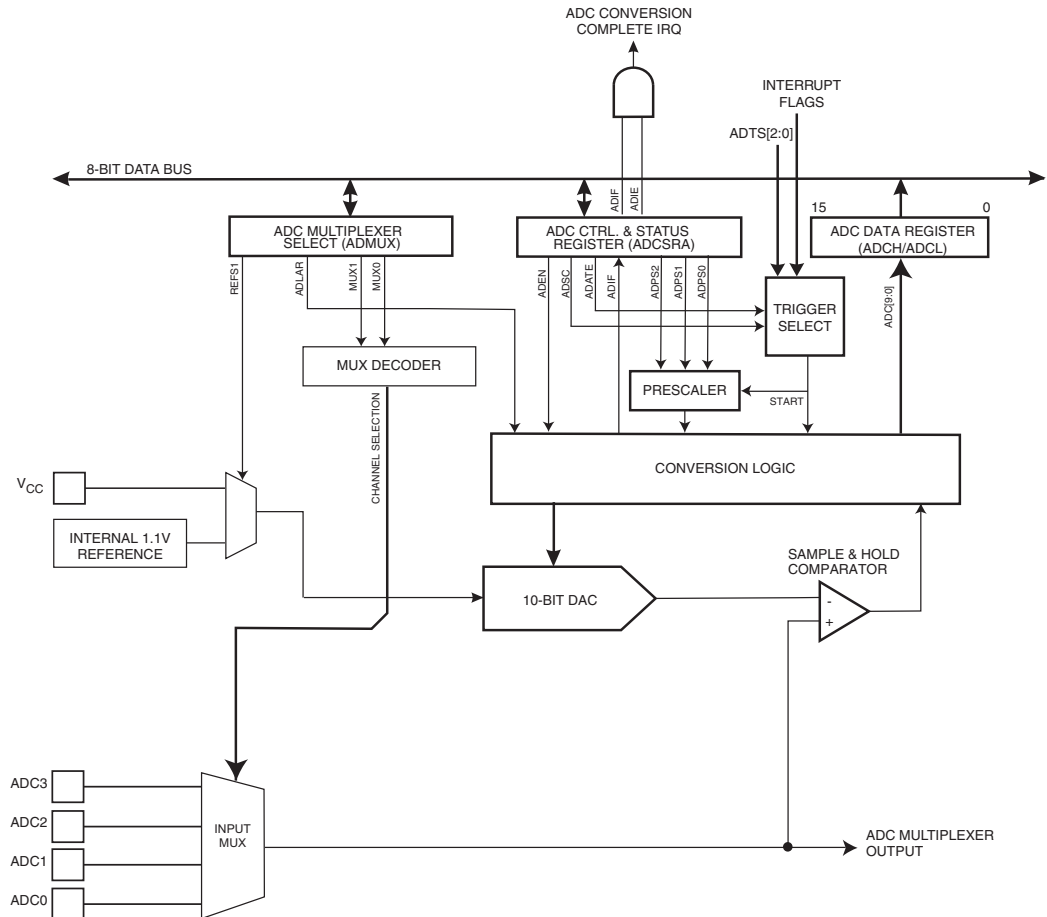 ADC CONVERSION
COMPLETE IRQ
INTERRUPT
FLAGS
ADTS[2:0]
8-BIT DATA BUS
ADIF
ADIE
15
0
ADC MULTIPLEXER
SELECT (ADMUX)
ADC CTRL. & STATUS
REGISTER (ADCSRA)
ADC DATA REGISTER
(ADCH/ADCL)
REFS1
ADLAR
MUX1
MUX0
ADEN
ADSC
ADATE
ADIF
ADPS2
ADPS1
ADPS0
ADC[9:0]
TRIGGER
SELECT
MUX DECODER
PRESCALER
START
CHANNEL SELECTION
CONVERSION LOGIC
VCC
INTERNAL 1.1V
REFERENCE
SAMPLE & HOLD
COMPARATOR
10-BIT DAC
-
+
ADC3
ADC2
ADC1
ADC0
INPUT
MUX
ADC MULTIPLEXER
OUTPUT